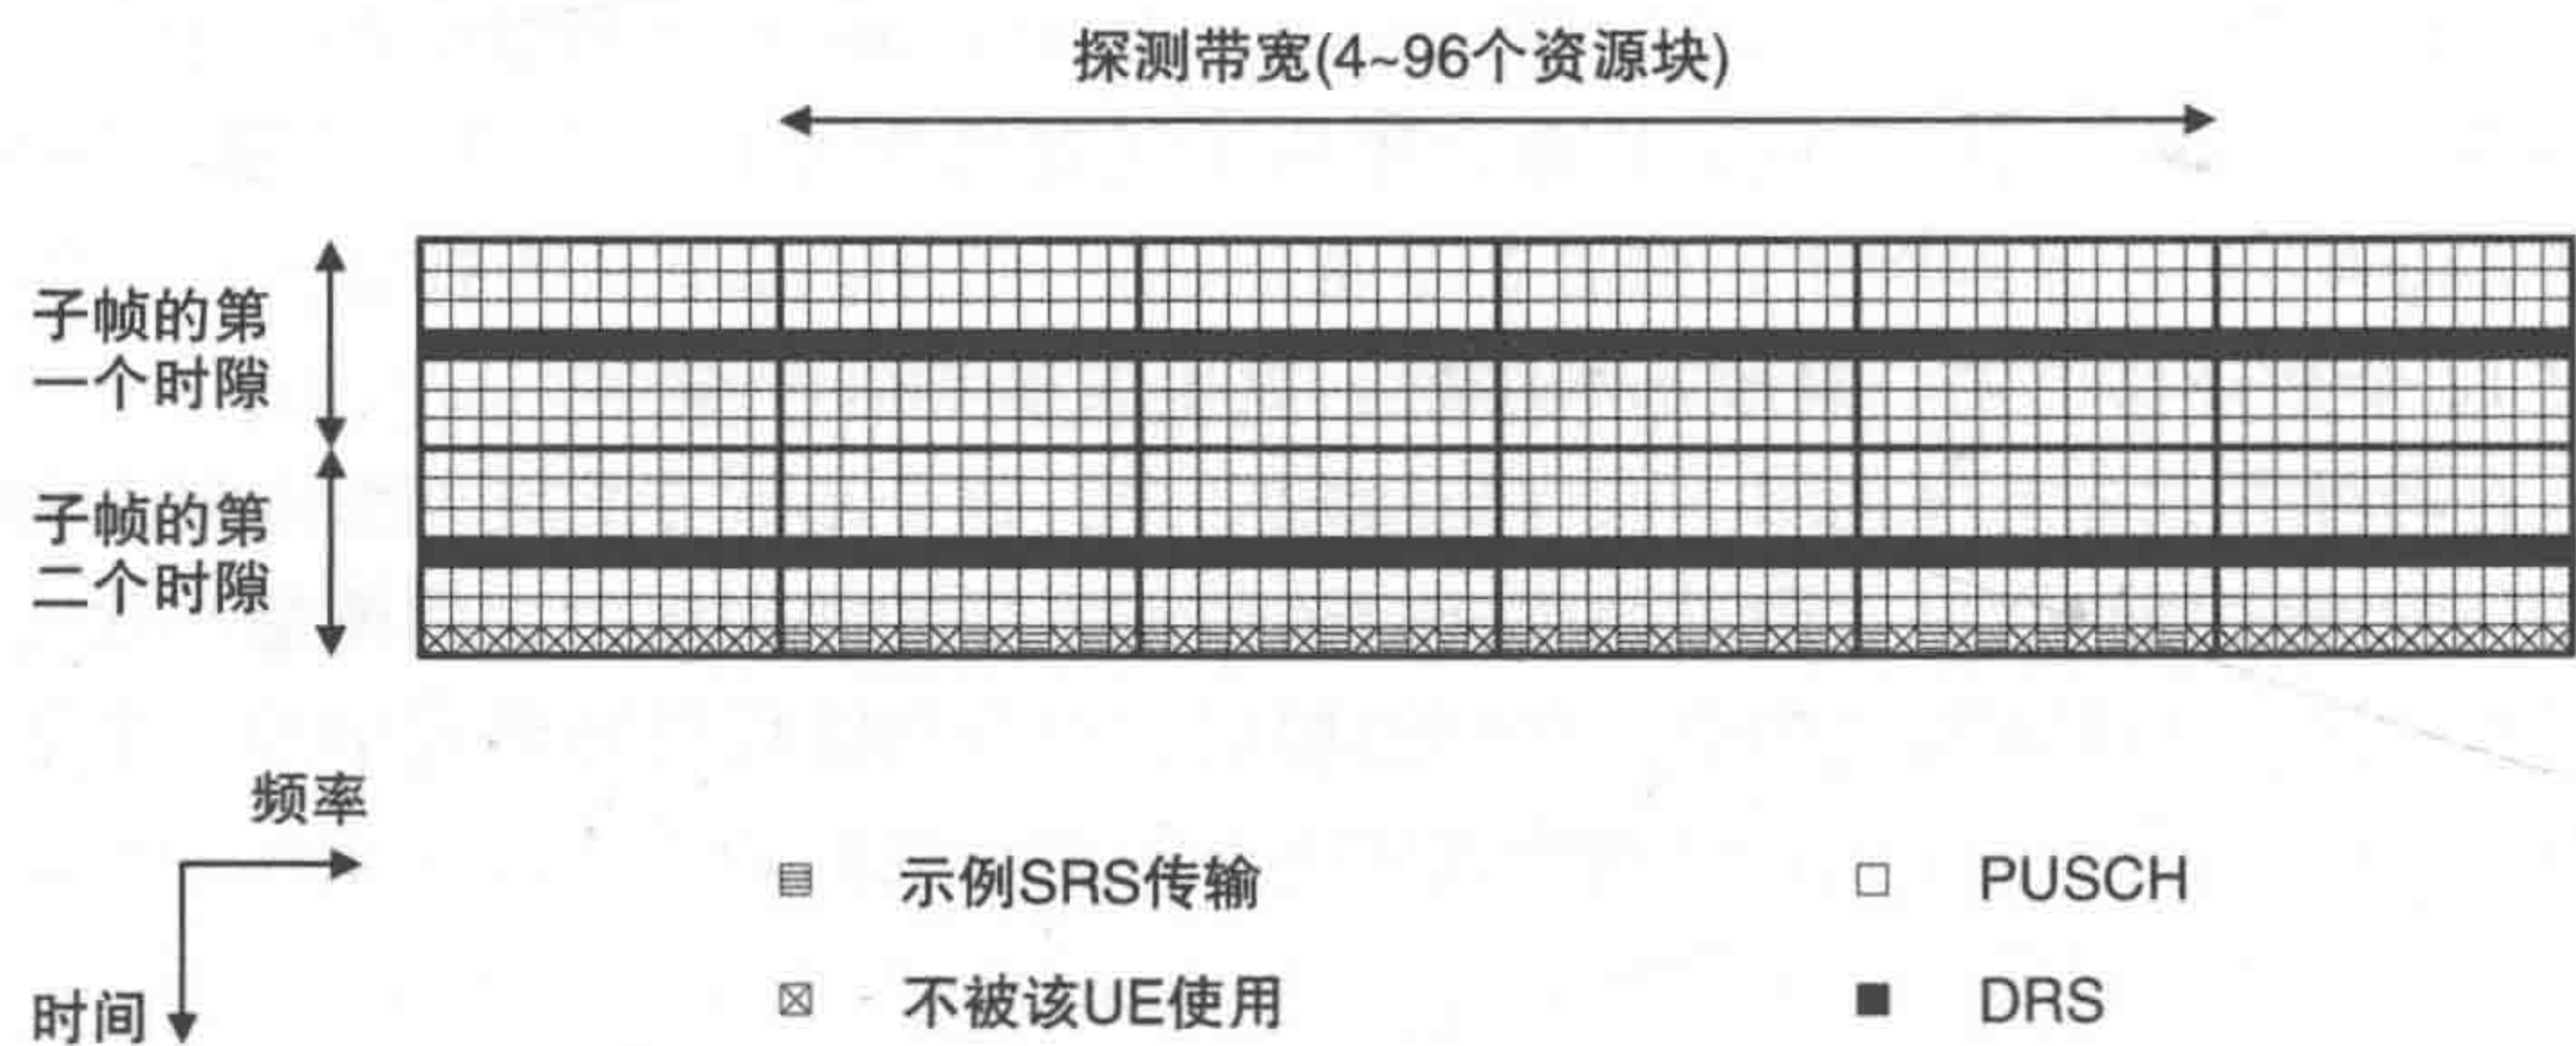 探测带宽(4~96个资源块)
子帧的第
一个时隙
子帧的第
二个时隙
频率
时间
示例SRS传输
PUSCH
不被该UE使用
DRS